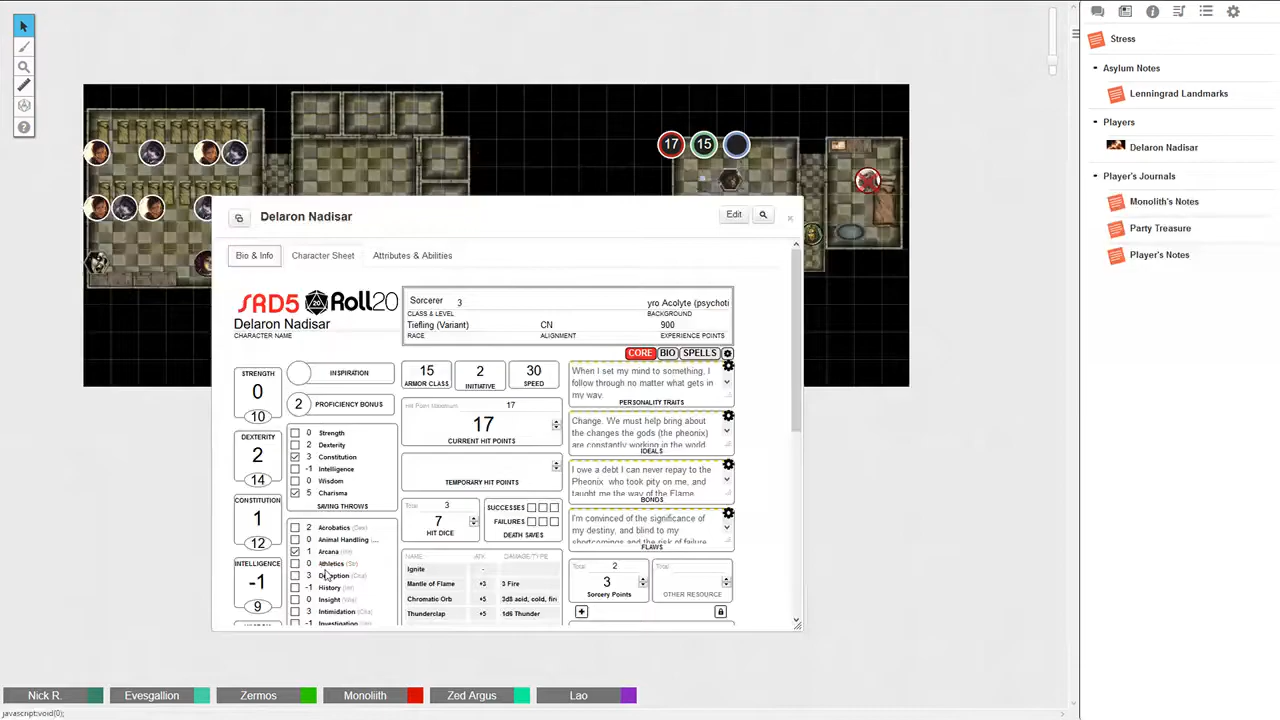 Stress
Asylum Notes
Lenningrad Landmarks
Players
Delaron Nadisar
Player's Journals
Monolith's Notes
Party Treasure
Player's Notes
17
15
Delaron Nadisar
Edit
Bio & Info
Character Sheet
Attributes & Abilities
SRD5 Roll20
20
Delaron Nadisar
CHARACTER NAME
Sorcerer 3 yro Acolyte (psychoti
CLASS & LEVEL BACKGROUND
Tiefling (Variant) CN 900
RACE ALIGNMENT EXPERIENCE POINTS
CORE BIO SPELLS
STRENGTH
0
10
DEXTERITY
2
14
CONSTITUTION
1
12
INTELLIGENCE
-1
9
INSPIRATION
2 PROFICIENCY BONUS
0 Strength
2 Dexterity
3 Constitution
-1 Intelligence
0 Wisdom
5 Charisma
SAVING THROWS
2 Acrobatics (Dex)
0 Animal Handling ....
1 Arcana (Int)
0 Athletics (Str)
3 Deception (Cha)
-1 History (Int)
0 Insight (Wis)
3 Intimidation (Cha)
-1 Investigation
15
ARMOR CLASS
2
INITIATIVE
30
SPEED
Hit Point Maximum 17
17
CURRENT HIT POINTS
TEMPORARY HIT POINTS
Total 3
7
HIT DICE
SUCCESSES
FAILURES
DEATH SAVES
NAME ATK DAMAGE/TYPE
Ignite -
Mantle of Flame +3 3 Fire
Chromatic Orb +5 3d8 acid, cold, fir
Thunderclap +5 1d6 Thunder
When I set my mind to something, I
follow through no matter what gets in
my way.
PERSONALITY TRAITS
Change. We must help bring about
the changes the gods (the pheonix)
are constantly working in the world.
IDEALS
I owe a debt I can never repay to the
Pheonix who took pity on me, and
taught me the way of the Flame
BONDS
I'm convinced of the significance of
my destiny, and blind to my
shortcomings and the risk of failure
FLAWS
Total 2
3
Sorcery Points
Total
OTHER RESOURCE
Nick R.
Evesgallion
Zermos
Monoliith
Zed Argus
Lao
javascript:void(0);